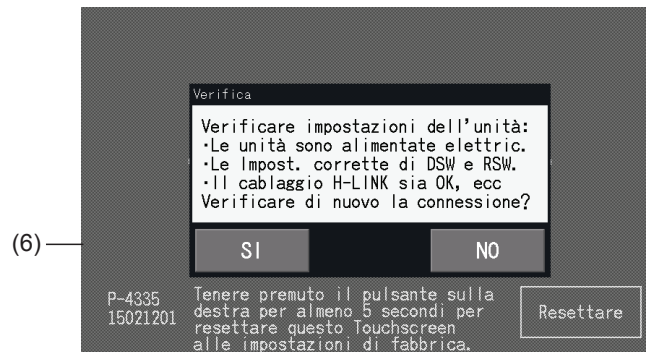 Verifica
Verificare impostazioni dell'unità:
·Le unità sono alimentate elettric.
·Le Impost. corrette di DSW e RSW.
·Il cablaggio H-LINK sia OK, ecc
Verificare di nuovo la connessione?
SI
NO
(6)
P-4335
15021201
Tenere premuto il pulsante sulla
destra per almeno 5 secondi per
resettare questo Touchscreen
alle impostazioni di fabbrica.
Resettare